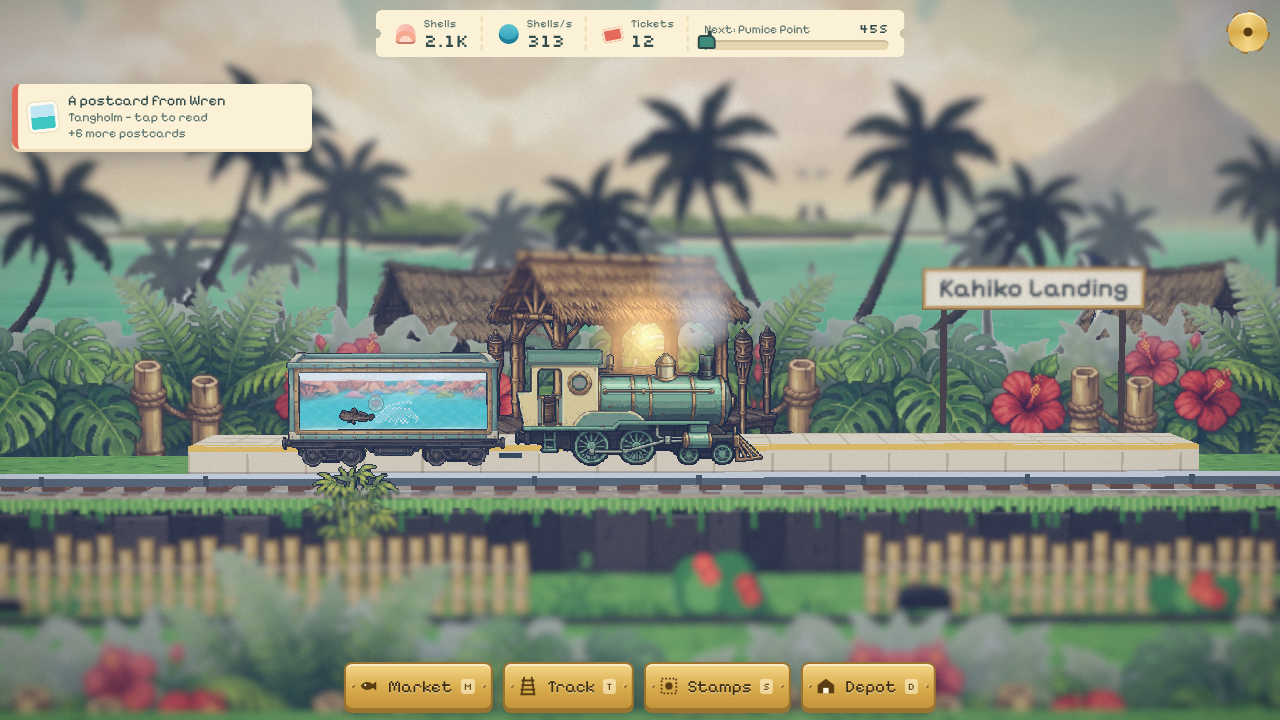 Shells
2.1K
Shells/s
313
Tickets
12
Next: Pumice Point 45S
A postcard from Wren
Tangholm - tap to read
+6 more postcards
Kahiko Landing
Market M
Track T
Stamps S
Depot D